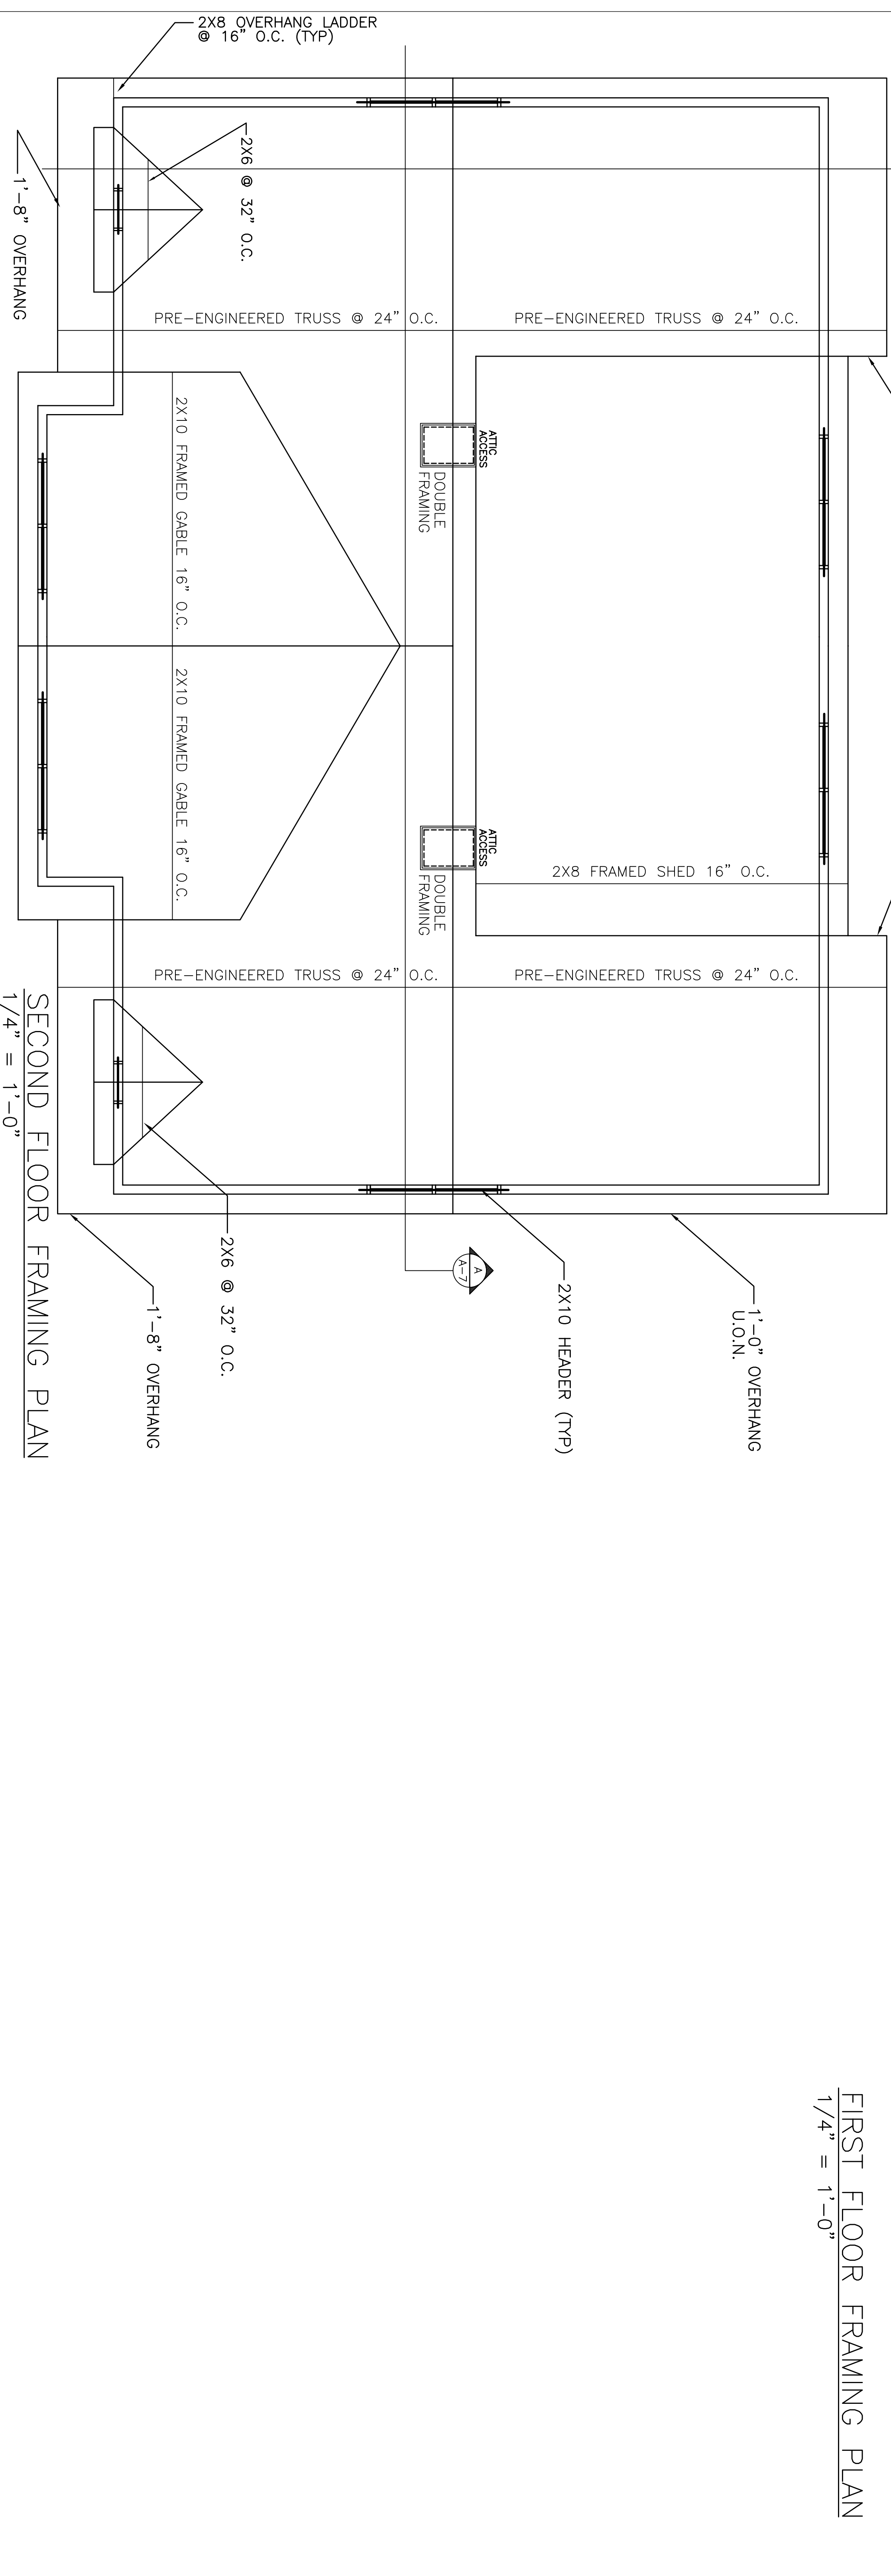 2X8 OVERHANG LADDER
@ 16" O.C. (TYP)
2X6 @ 32" O.C.
1'-8" OVERHANG
PRE-ENGINEERED TRUSS @ 24" O.C.
PRE-ENGINEERED TRUSS @ 24" O.C.
2X10 FRAMED GABLE 16" O.C.
2X10 FRAMED GABLE 16" O.C.
ATTIC
ACCESS
DOUBLE
FRAMING
ATTIC
ACCESS
DOUBLE
FRAMING
2X8 FRAMED SHED 16" O.C.
PRE-ENGINEERED TRUSS @ 24" O.C.
PRE-ENGINEERED TRUSS @ 24" O.C.
A
A-7
2X6 @ 32" O.C.
1'-8" OVERHANG
2X10 HEADER (TYP)
1'-0" OVERHANG
U.O.N.
SECOND FLOOR FRAMING PLAN
1/4" = 1'-0"
FIRST FLOOR FRAMING PLAN
1/4" = 1'-0"